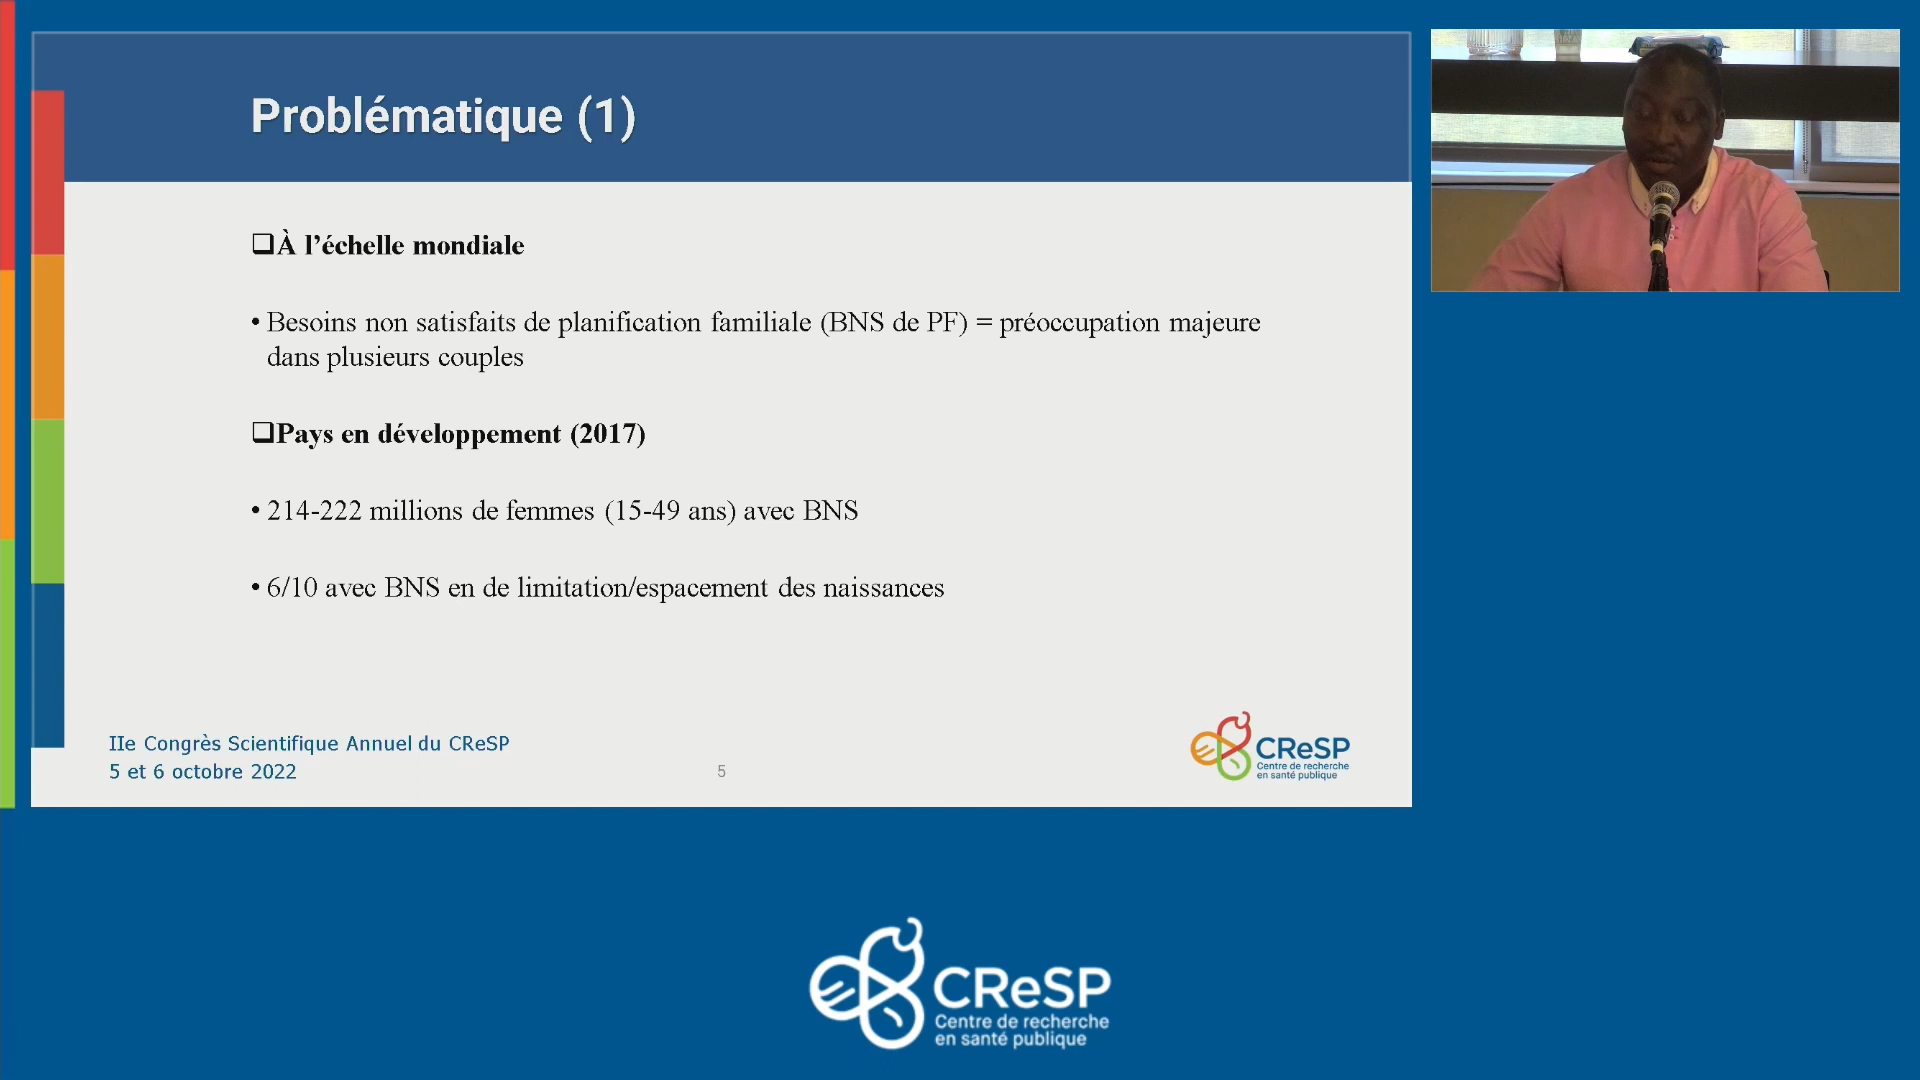 Problématique (1)
❑À l’échelle mondiale
• Besoins non satisfaits de planification familiale (BNS de PF) = préoccupation majeure
dans plusieurs couples
❑Pays en développement (2017)
• 214-222 millions de femmes (15-49 ans) avec BNS
• 6/10 avec BNS en de limitation/espacement des naissances
IIe Congrès Scientifique Annuel du CReSP
5 et 6 octobre 2022
5
CReSP
Centre de recherche
en santé publique
CReSP
Centre de recherche
en santé publique